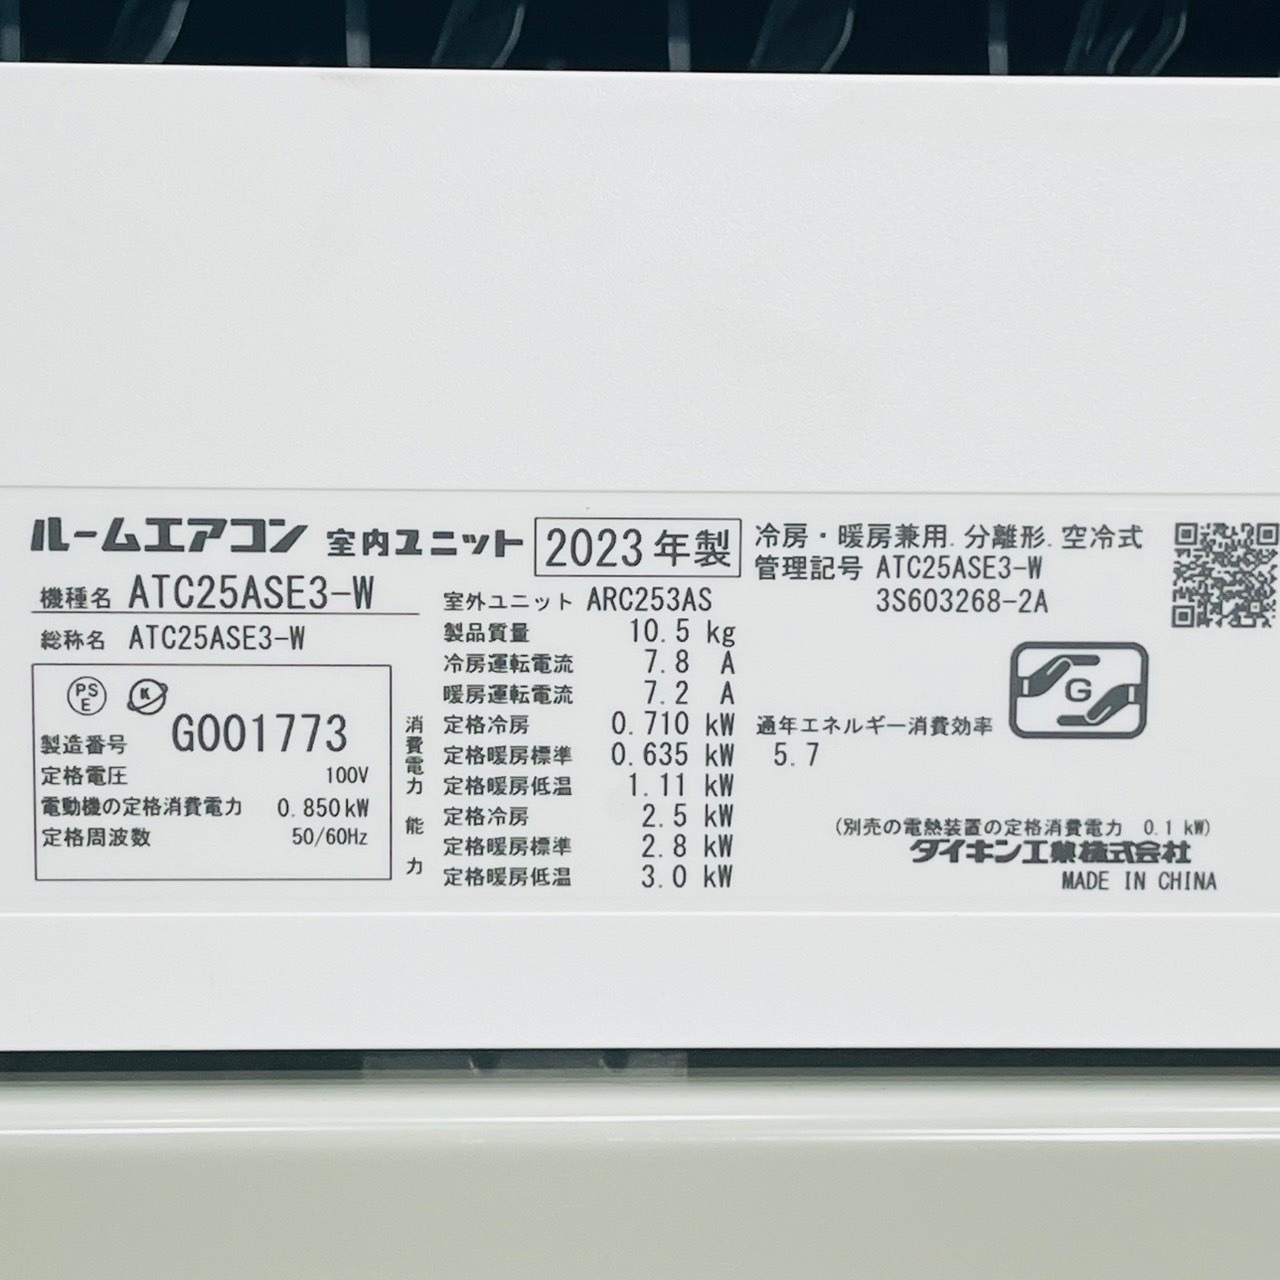 ルームエアコン 室内ユニット 2023年製
機種名 ATC25ASE3-W
総称名 ATC25ASE3-W
PS
E
K
製造番号 G001773
定格電圧 100V
電動機の定格消費電力 0.850kW
定格周波数 50/60Hz
室外ユニット ARC253AS
製品質量 10.5 kg
冷房運転電流 7.8 A
暖房運転電流 7.2 A
消費電力
定格冷房 0.710 kW
定格暖房標準 0.635 kW
定格暖房低温 1.11 kW
能力
定格冷房 2.5 kW
定格暖房標準 2.8 kW
定格暖房低温 3.0 kW
冷房・暖房兼用.分離形.空冷式
管理記号 ATC25ASE3-W
3S603268-2A
G
通年エネルギー消費効率
5.7
(別売の電熱装置の定格消費電力 0.1 kW)
ダイキン工業株式会社
MADE IN CHINA